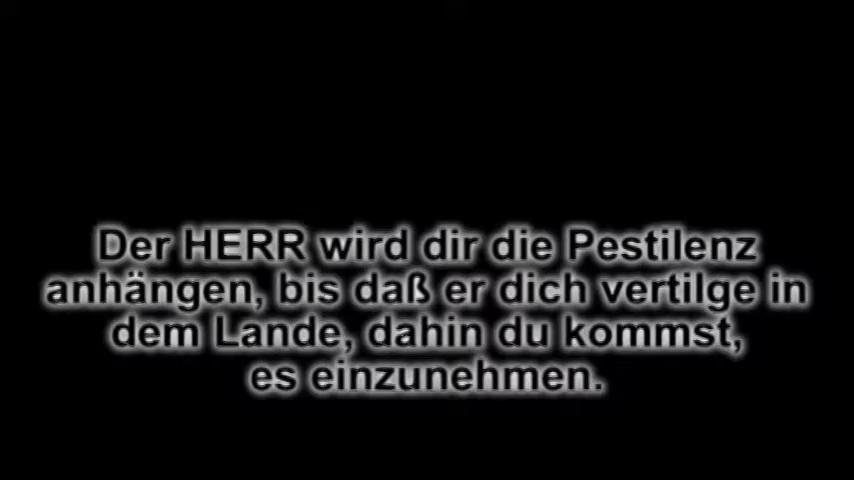 Der HERR wird dir die Pestilenz
anhängen, bis daß er dich vertilge in
dem Lande, dahin du kommst,
es einzunehmen.